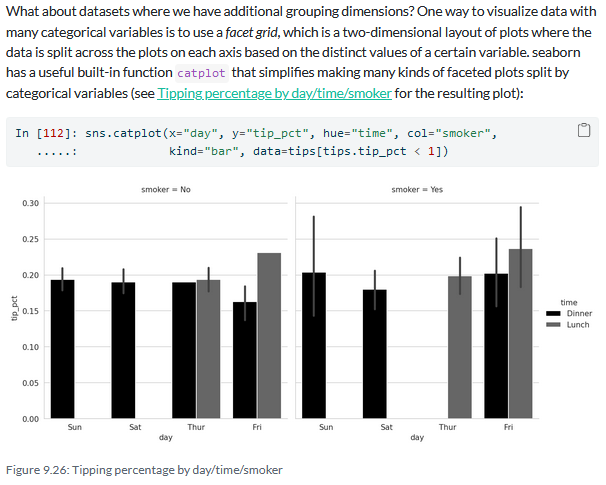 What about datasets where we have additional grouping dimensions? One way to visualize data with
many categorical variables is to use a facet grid, which is a two-dimensional layout of plots where the
data is split across the plots on each axis based on the distinct values of a certain variable. seaborn
has a useful built-in function catplot that simplifies making many kinds of faceted plots split by
categorical variables (see Tipping percentage by day/time/smoker for the resulting plot):
In [112]: sns.catplot(x="day", y="tip_pct", hue="time", col="smoker",
.....: kind="bar", data=tips[tips.tip_pct < 1])
smoker = No
smoker = Yes
0.30
0.25
0.20
0.15
0.10
0.05
0.00
tip_pct
Sun Sat Thur Fri
day
Sun Sat Thur Fri
day
time
Dinner
Lunch
Figure 9.26: Tipping percentage by day/time/smoker